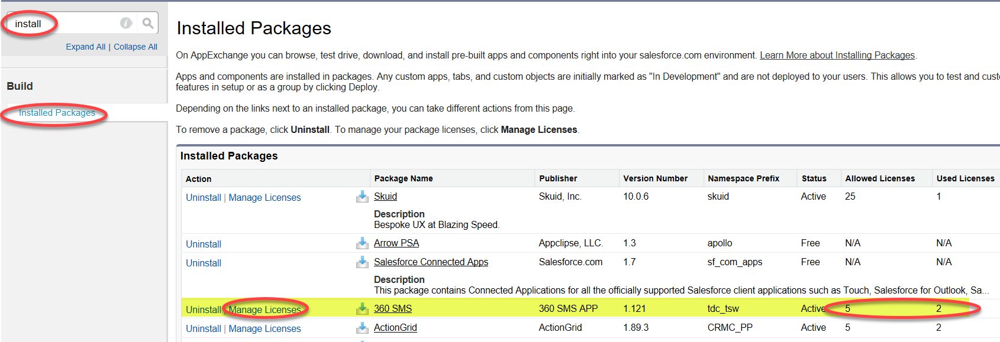 install
Expand All | Collapse All
Build
Installed Packages
Installed Packages
On AppExchange you can browse, test drive, download, and install pre-built apps and components right into your salesforce.com environment. Learn More about Installing Packages.
Apps and components are installed in packages. Any custom apps, tabs, and custom objects are initially marked as "In Development" and are not deployed to your users. This allows you to test and cust
features in setup or as a group by clicking Deploy.
Depending on the links next to an installed package, you can take different actions from this page.
To remove a package, click Uninstall. To manage your package licenses, click Manage Licenses.
Installed Packages
Action Package Name Publisher Version Number Namespace Prefix Status Allowed Licenses Used Licenses
Uninstall | Manage Licenses Skuid Skuid, Inc. 10.0.6 skuid Active 25 1
Description
Bespoke UX at Blazing Speed.
Uninstall Arrow PSA Appclipse, LLC. 1.3 apollo Free N/A N/A
Uninstall Salesforce Connected Apps Salesforce.com 1.7 sf_com_apps Free N/A N/A
Description
This package contains Connected Applications for all the officially supported Salesforce client applications such as Touch, Salesforce for Outlook, Sa...
Uninstall | Manage Licenses 360 SMS 360 SMS APP 1.121 tdc_tsw Active 5 2
Uninstall | Manage Licenses ActionGrid ActionGrid 1.89.3 CRMC_PP Active 5 2